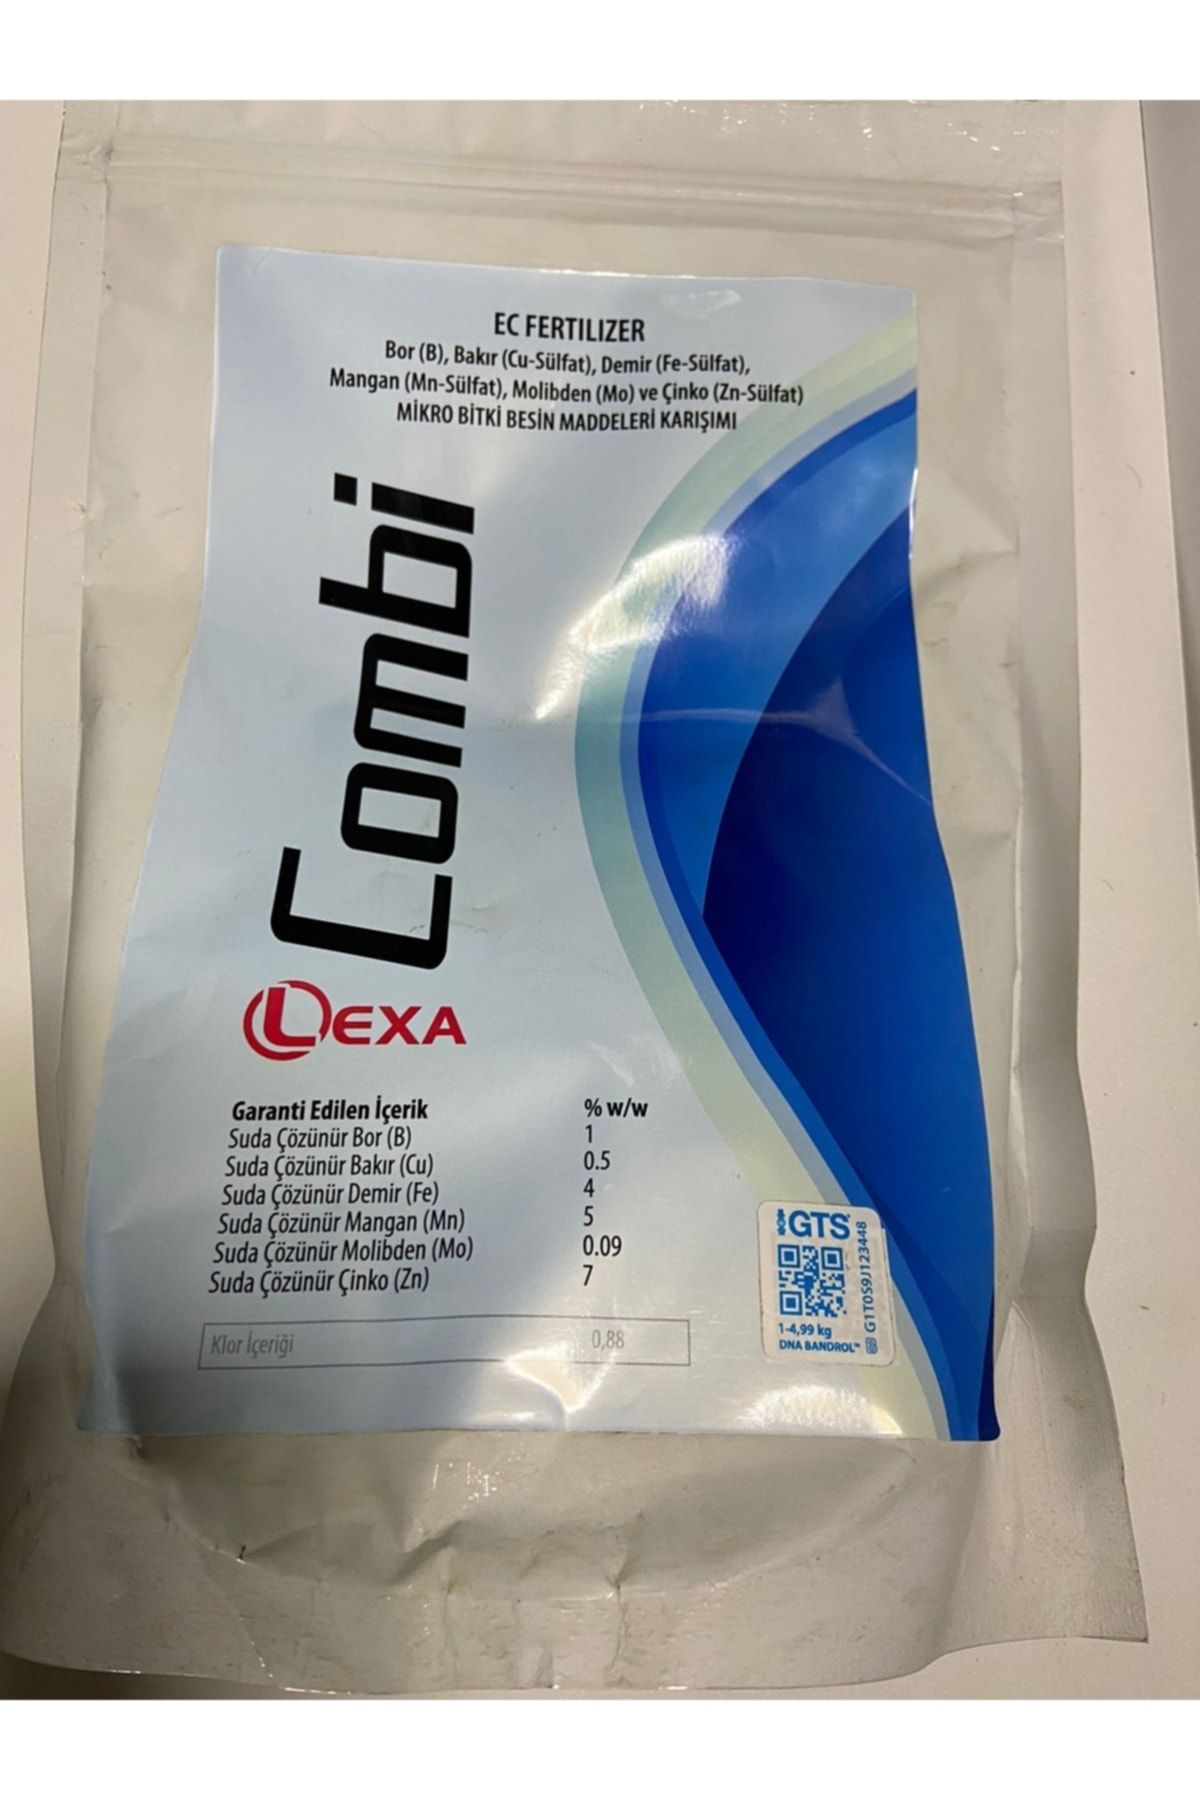 EC FERTILIZER
Bor (B), Bakır (Cu-Sülfat), Demir (Fe-Sülfat),
Mangan (Mn-Sülfat), Molibden (Mo) ve Çinko (Zn-Sülfat)
MİKRO BİTKİ BESİN MADDELERİ KARIŞIMI
Combi
LEXA
Garanti Edilen İçerik % w/w
Suda Çözünür Bor (B) 1
Suda Çözünür Bakır (Cu) 0.5
Suda Çözünür Demir (Fe) 4
Suda Çözünür Mangan (Mn) 5
Suda Çözünür Molibden (Mo) 0.09
Suda Çözünür Çinko (Zn) 7
Klor İçeriği 0,88
GTS
1-4,99 kg
DNA BANDROL™
G1T0S9J123448